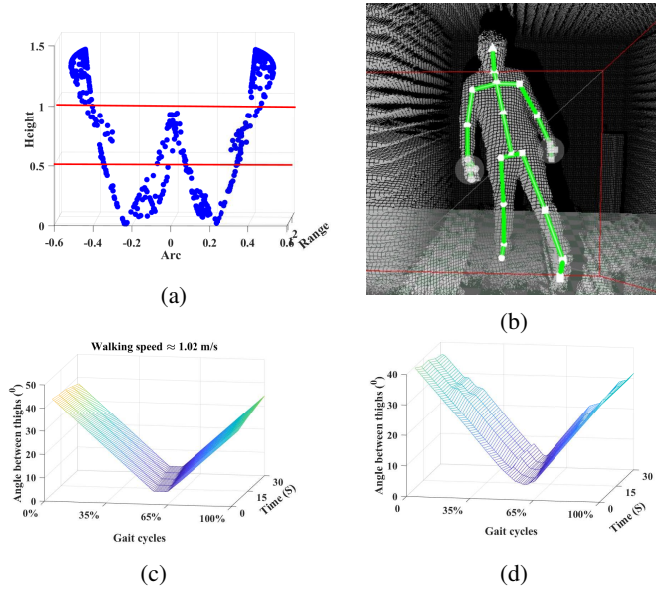 1.5
1
0.5
0
Height
-0.6 -0.4 -0.2 0 0.2 0.4 0.6
2
Range
Arc
(a)
(b)
Walking speed ≈ 1.02 m/s
50
40
30
20
10
0
Angle between thighs (⁰)
0% 35% 65% 100%
0
15
30
Time (S)
Gait cycles
(c)
40
30
20
10
0
Angle between thighs (⁰)
0 35% 65% 100%
0
15
30
Time (S)
Gait cycles
(d)